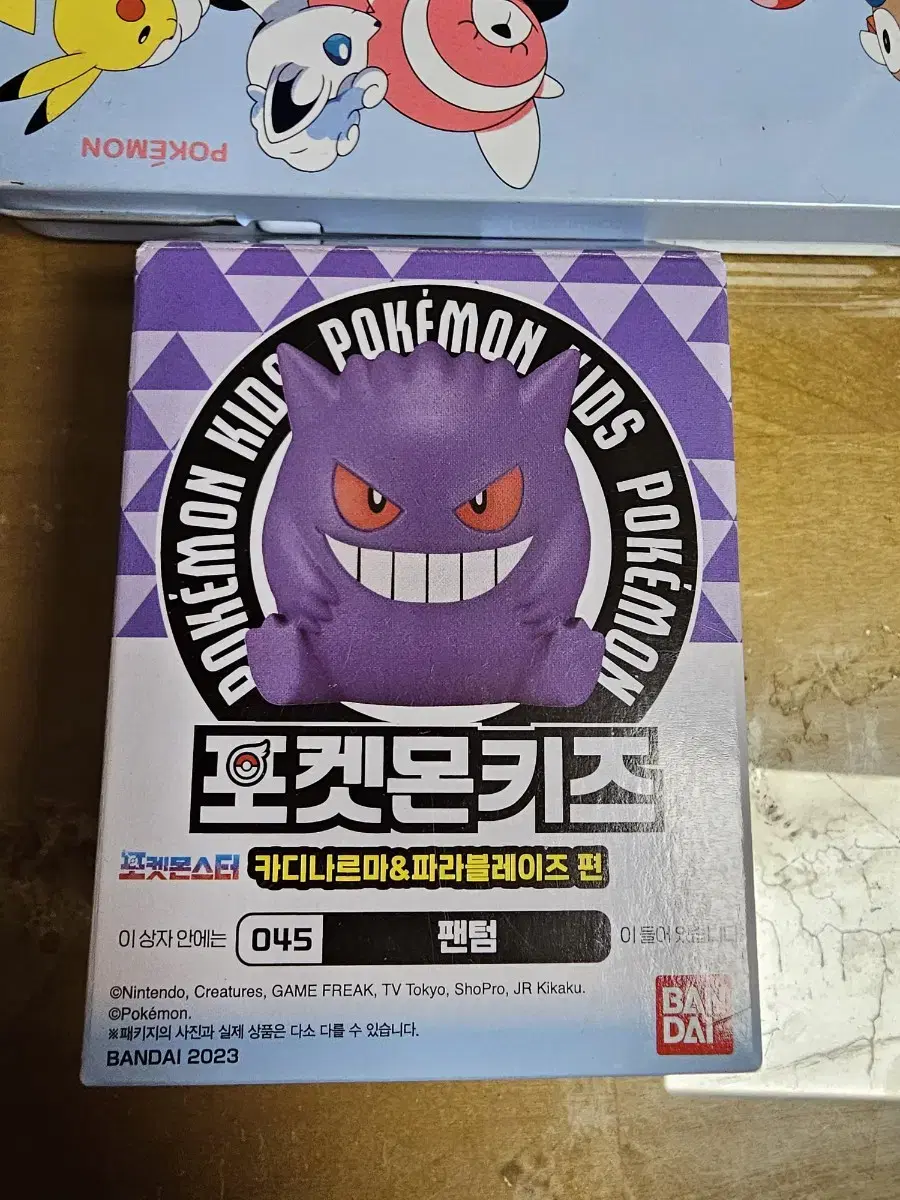 POKÉMON
POKÉMON KIDS POKÉMON KIDS POKÉMON
포켓몬키즈
포켓몬스터 카디나르마&파라블레이즈 편
이 상자 안에는 045 팬텀 이 들어 있습니다
©Nintendo, Creatures, GAME FREAK, TV Tokyo, ShoPro, JR Kikaku.
©Pokémon.
※패키지의 사진과 실제 상품은 다소 다를 수 있습니다.
BANDAI 2023
BAN
DAI